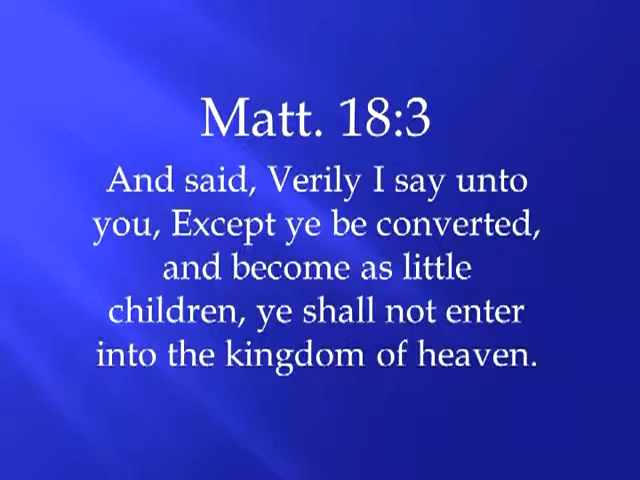 Matt. 18:3
And said, Verily I say unto
you, Except ye be converted,
and become as little
children, ye shall not enter
into the kingdom of heaven.